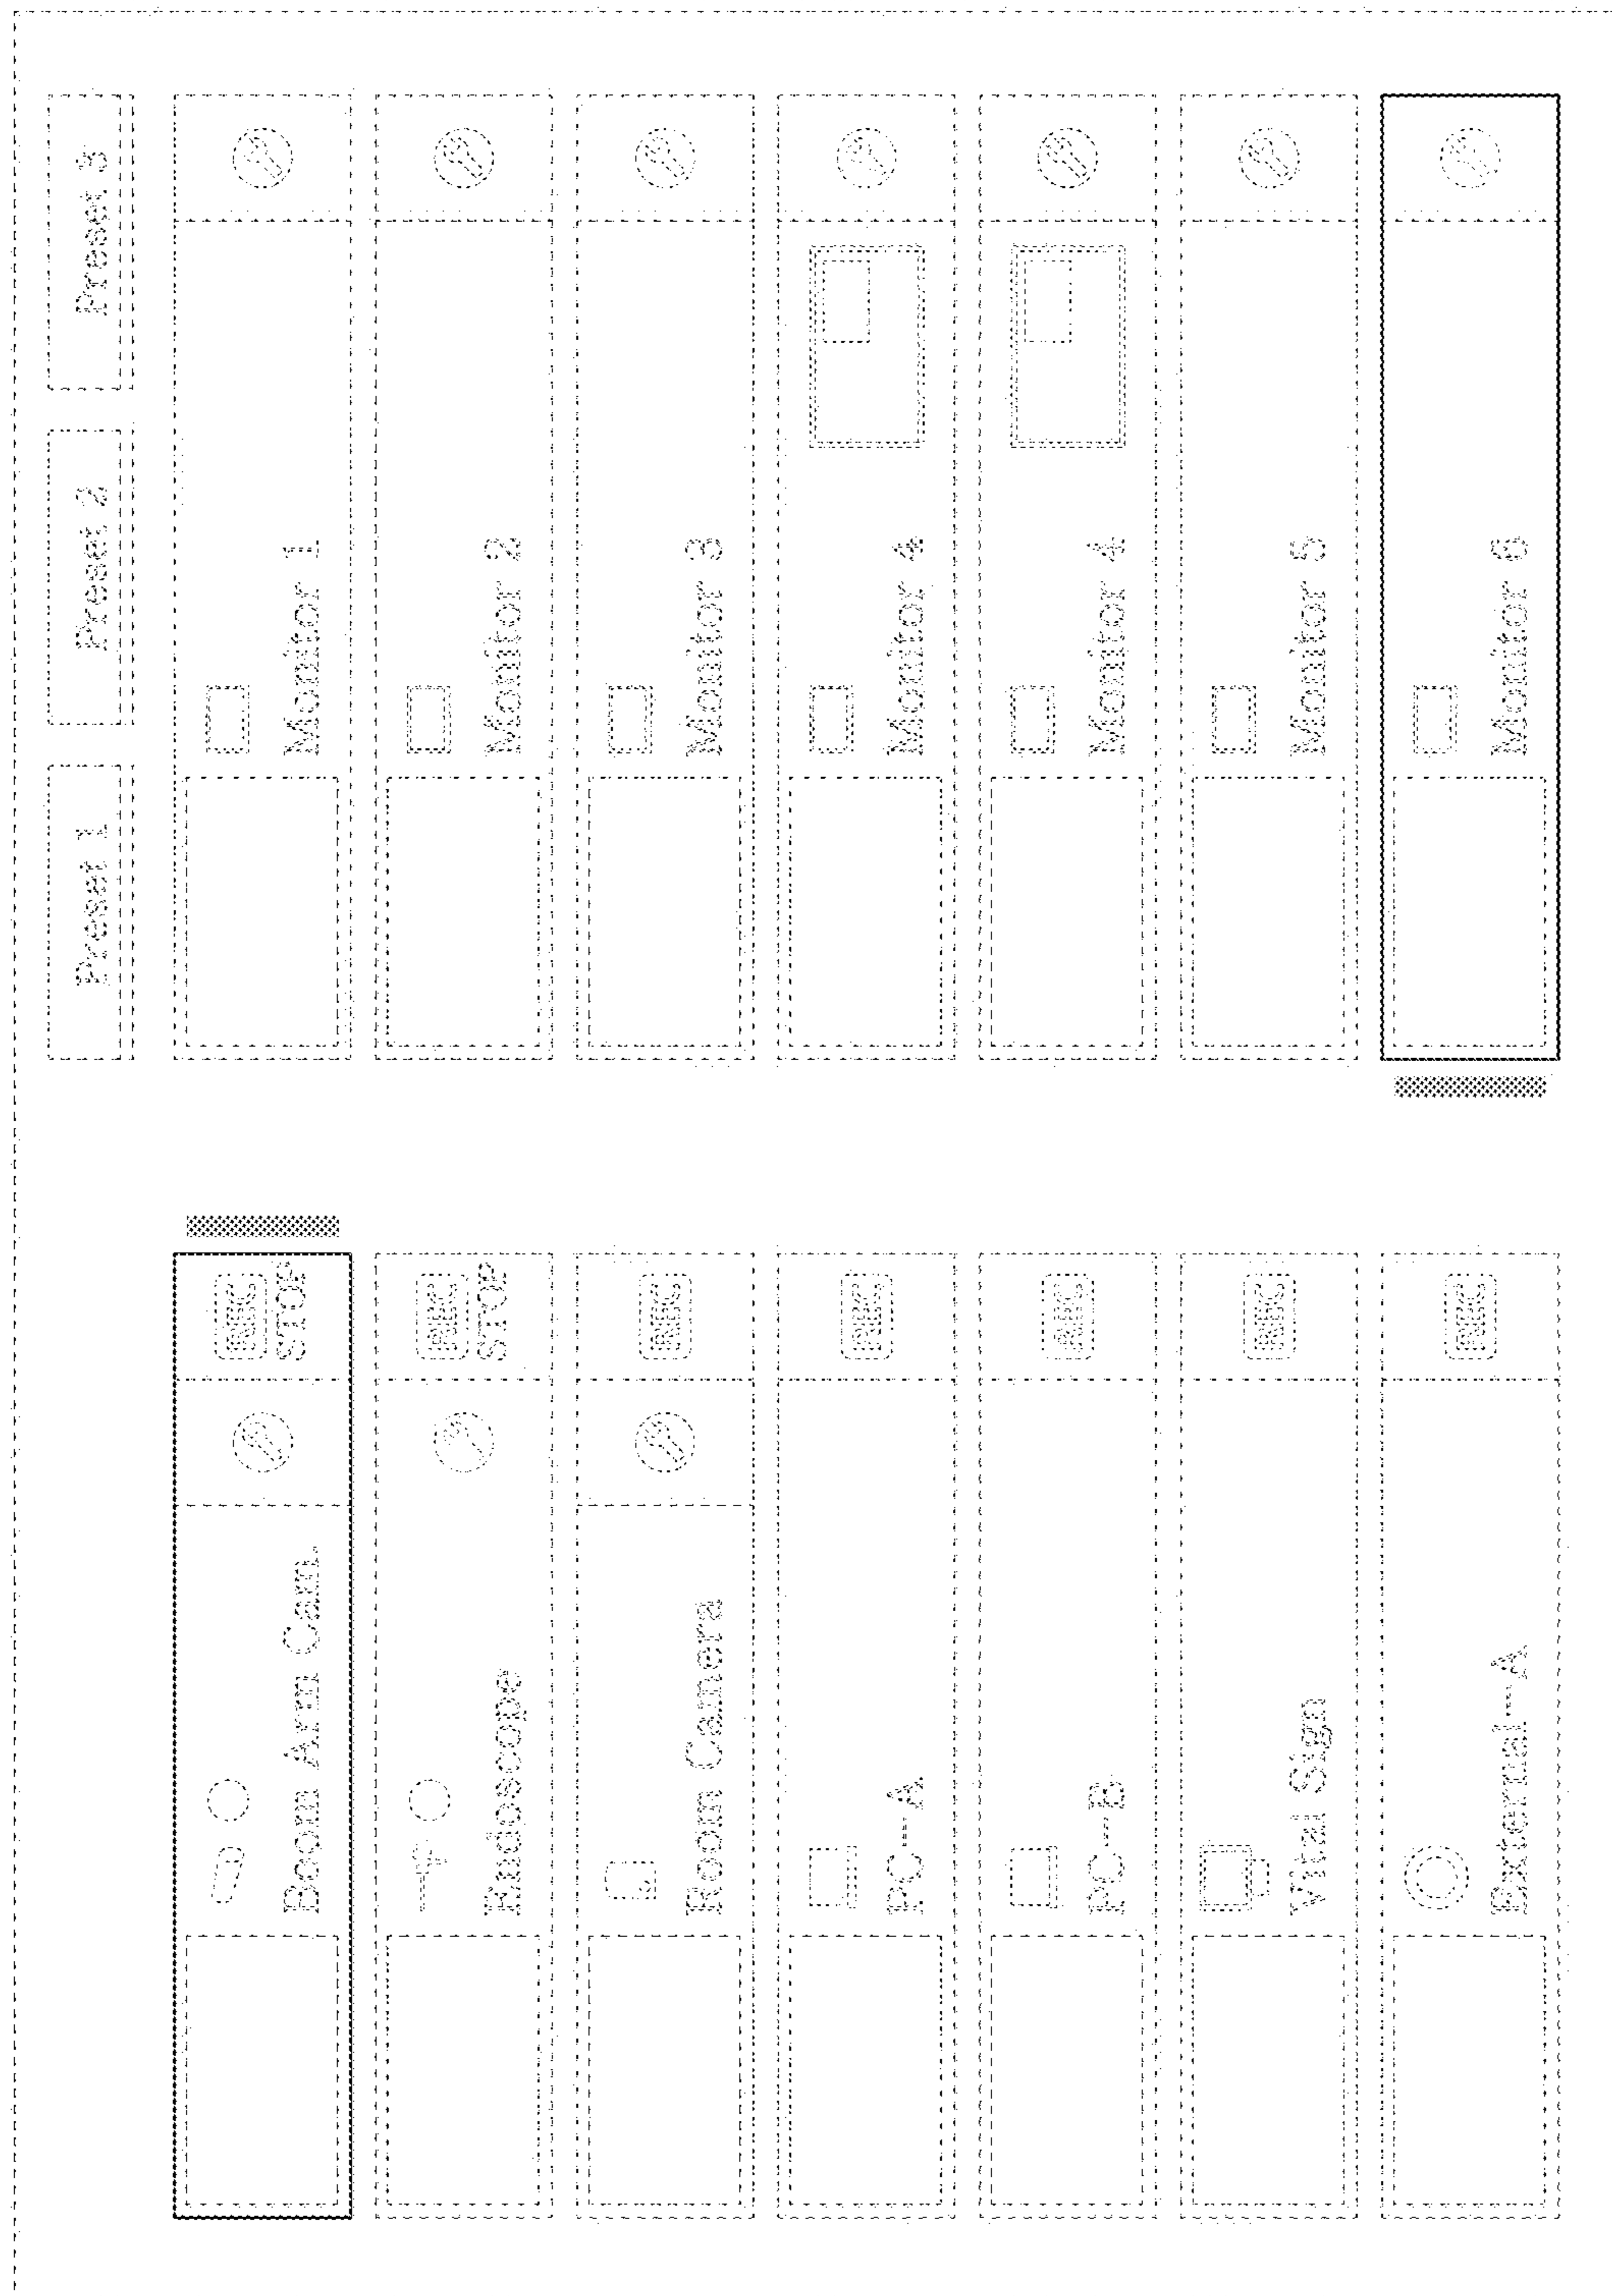 Preset 1
Preset 2
Preset 3
Boom Arm Cam.
REC
STOP
Endoscope
REC
STOP
Room Camera
REC
PC-A
REC
PC-B
REC
Vital Sign
REC
External-A
REC
Monitor 1
Monitor 2
Monitor 3
Monitor 4
Monitor 4
Monitor 5
Monitor 6